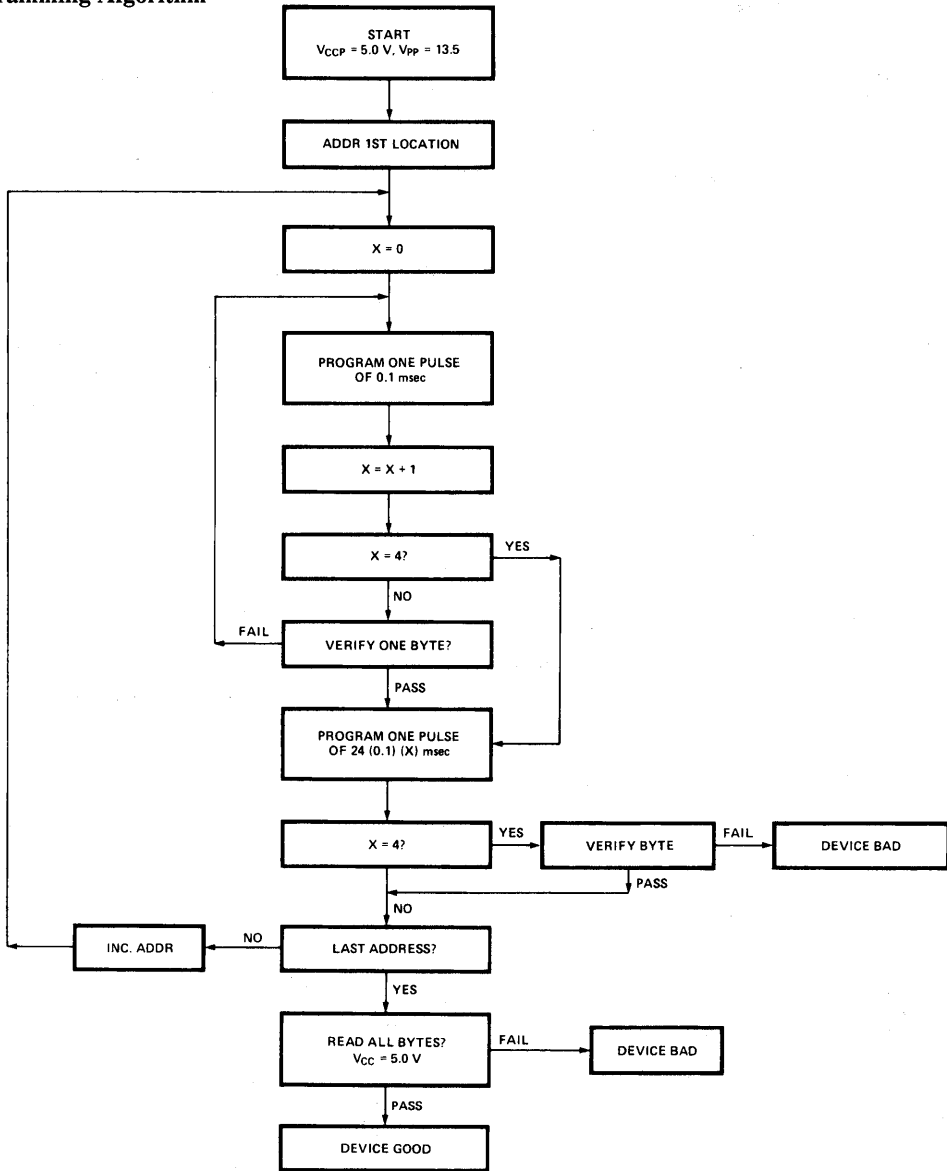 START
VCCP = 5.0 V, VPP = 13.5
ADDR 1ST LOCATION
X = 0
PROGRAM ONE PULSE
OF 0.1 msec
X = X + 1
X = 4?
YES
NO
FAIL
VERIFY ONE BYTE?
PASS
PROGRAM ONE PULSE
OF 24 (0.1) (X) msec
X = 4?
YES
VERIFY BYTE
FAIL
DEVICE BAD
PASS
NO
INC. ADDR
NO
LAST ADDRESS?
YES
READ ALL BYTES?
VCC = 5.0 V
FAIL
DEVICE BAD
PASS
DEVICE GOOD